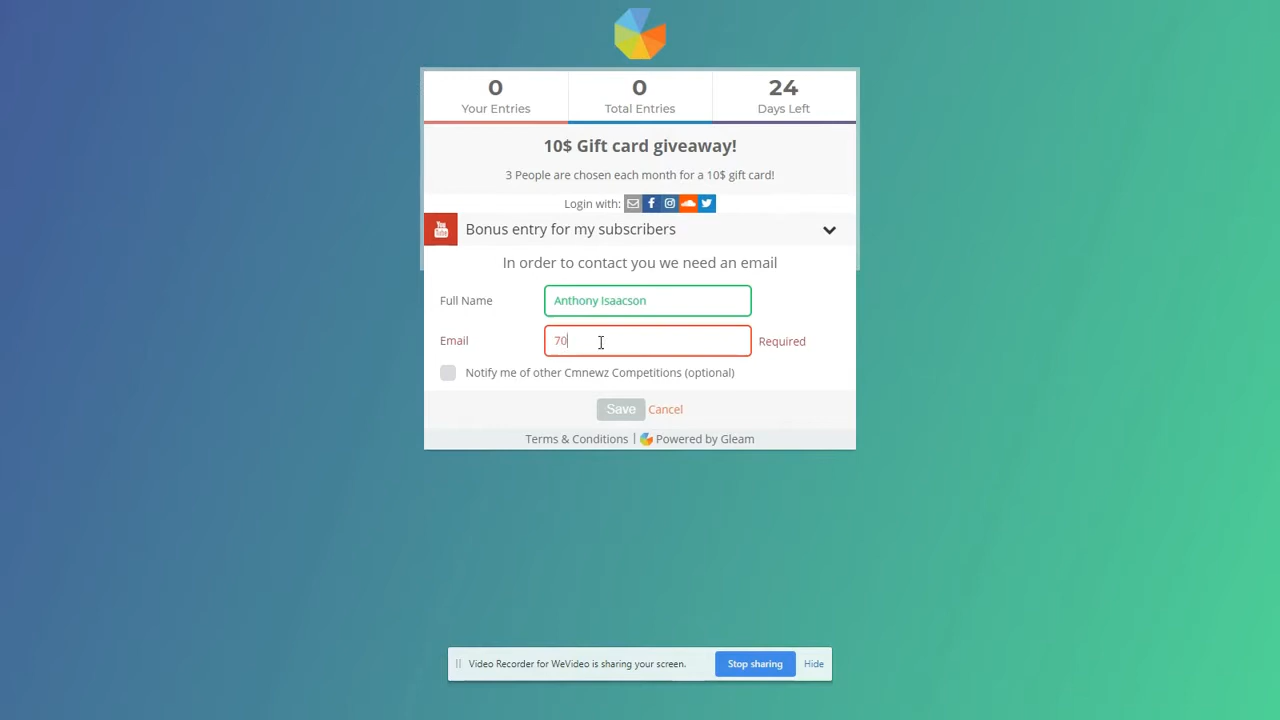 0 0 24
Your Entries Total Entries Days Left
10$ Gift card giveaway!
3 People are chosen each month for a 10$ gift card!
Login with:
You Tube Bonus entry for my subscribers
In order to contact you we need an email
Full Name Anthony Isaacson
Email 70 Required
Notify me of other Cmnewz Competitions (optional)
Save Cancel
Terms & Conditions | Powered by Gleam
Video Recorder for WeVideo is sharing your screen. Stop sharing Hide